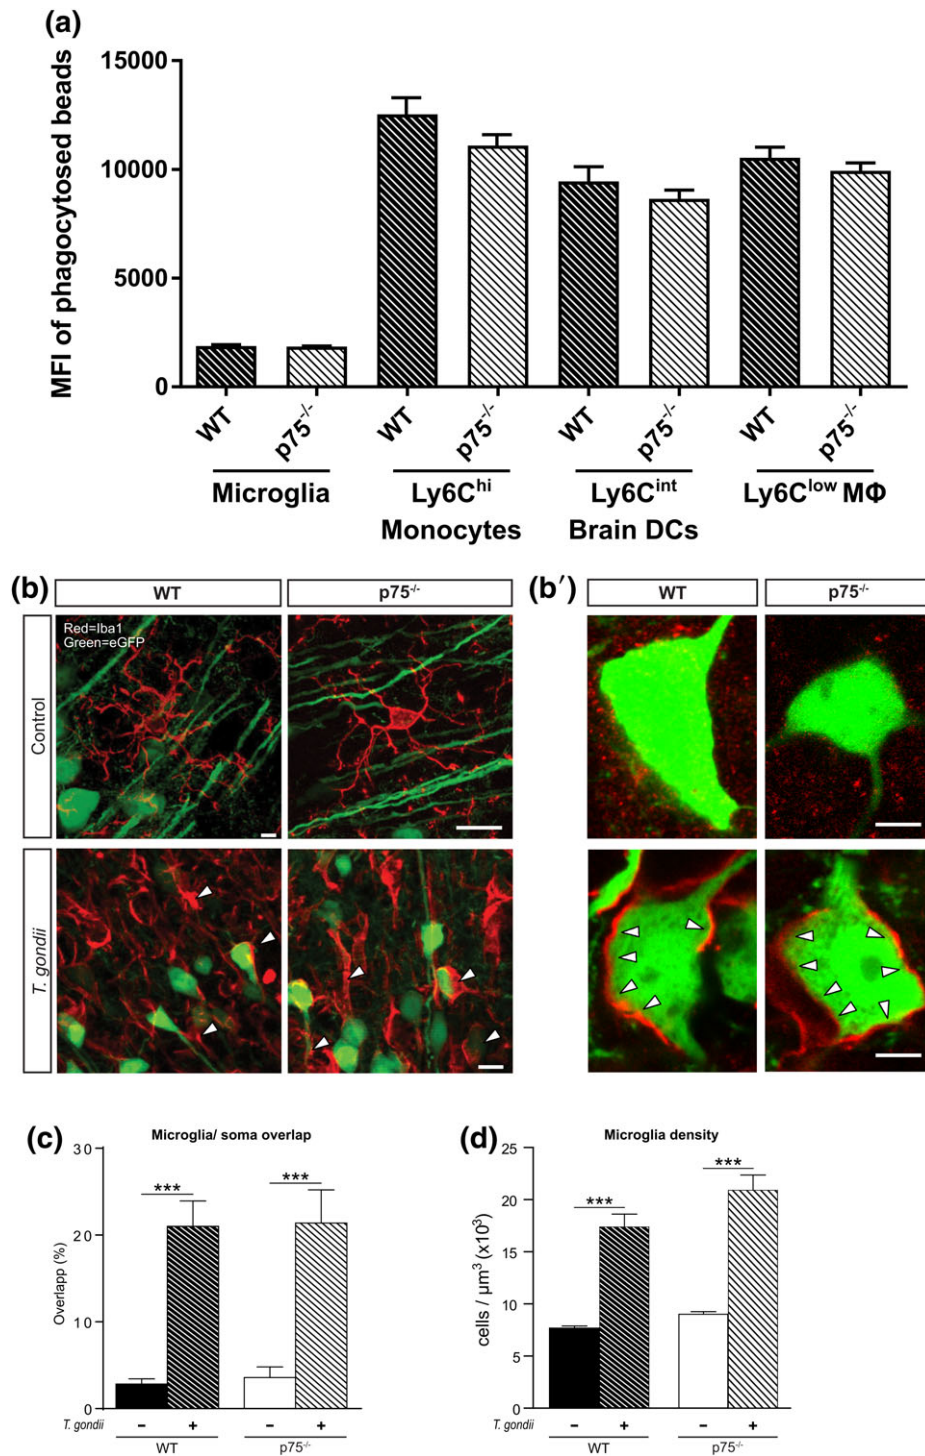 (a)
MFI of phagocytosed beads
15000
10000
5000
0
WT p75-/- WT p75-/- WT p75-/- WT p75-/-
Microglia Ly6Chi Ly6Cint Ly6Clow MΦ
Monocytes Brain DCs
(b) WT p75-/- (b′) WT p75-/-
Red=Iba1
Green=eGFP
Control
T. gondii
(c) Microglia/ soma overlap
Overlapp (%)
30
20
10
0
*** ***
T. gondii – + – +
WT p75-/-
(d) Microglia density
cells / µm³ (x10³)
25
20
15
10
5
0
*** ***
T. gondii – + – +
WT p75-/-